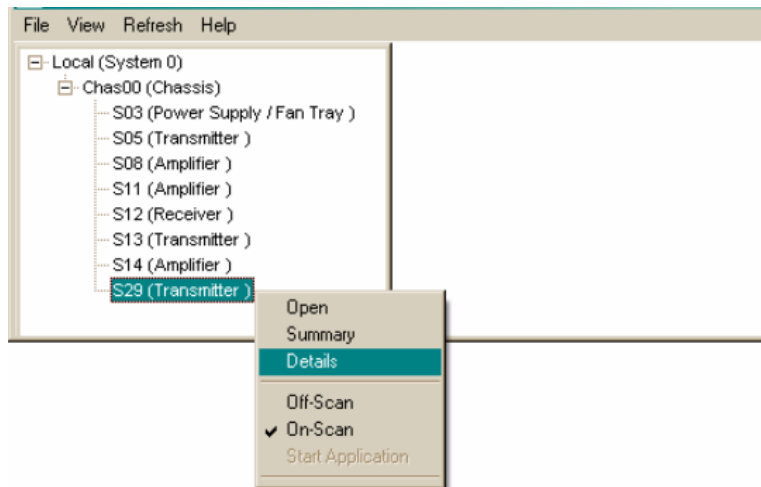 File View Refresh Help
Local (System 0)
Chas00 (Chassis)
S03 (Power Supply / Fan Tray )
S05 (Transmitter )
S08 (Amplifier )
S11 (Amplifier )
S12 (Receiver )
S13 (Transmitter )
S14 (Amplifier )
S29 (Transmitter )
Open
Summary
Details
Off-Scan
On-Scan
Start Application